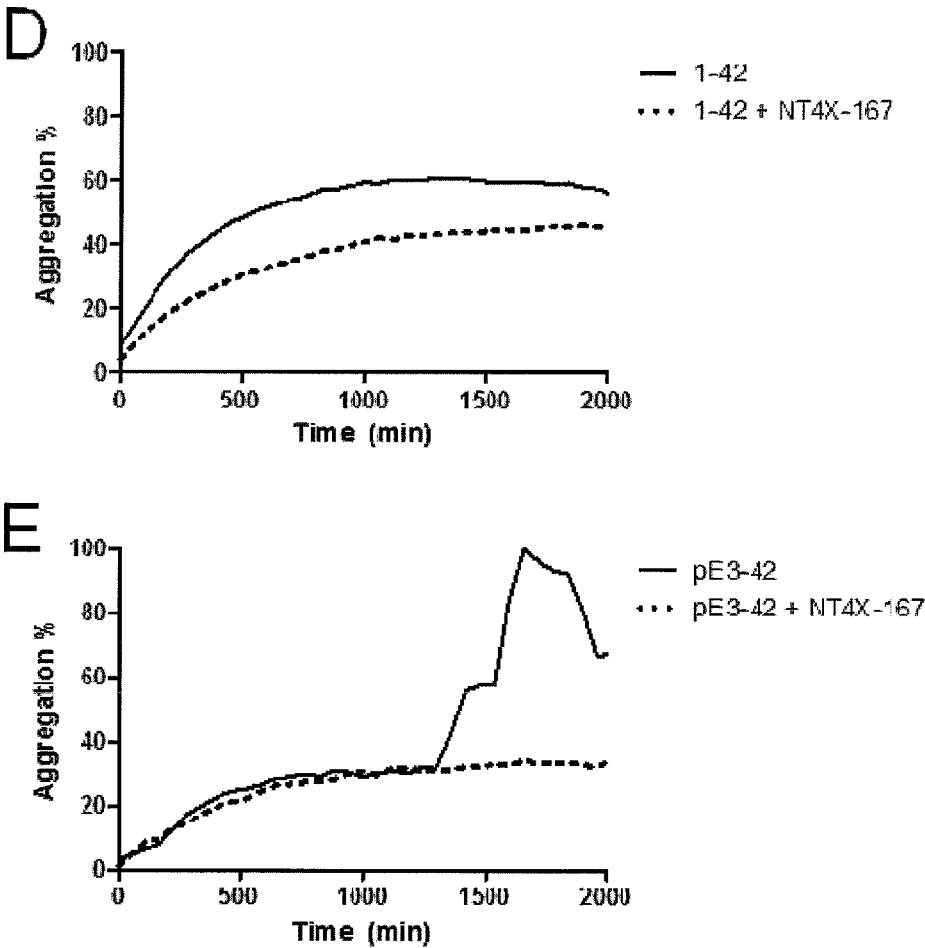 D
100
80
60
40
20
0
Aggregation %
0 500 1000 1500 2000
Time (min)
1-42
1-42 + NT4X-167
E
100
80
60
40
20
0
Aggregation %
0 500 1000 1500 2000
Time (min)
pE3-42
pE3-42 + NT4X-167